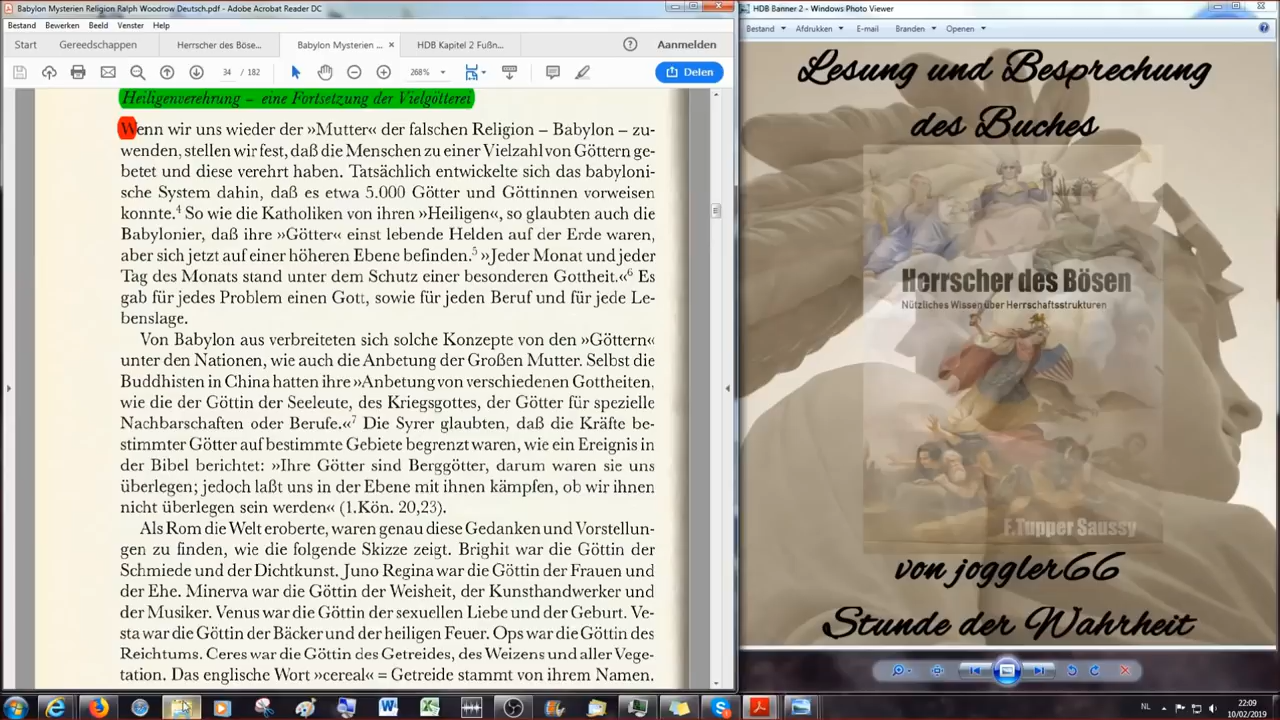 Babylon Mysterien Religion Ralph Woodrow Deutsch.pdf - Adobe Acrobat Reader DC
Bestand Bewerken Beeld Venster Help
Start Gereedschappen Herrscher des Böse... Babylon Mysterien ... × HDB Kapitel 2 Fußn... Anmelden
34 / 182 268% Delen
Heiligenverehrung – eine Fortsetzung der Vielgötterei
Wenn wir uns wieder der »Mutter« der falschen Religion – Babylon – zu-
wenden, stellen wir fest, daß die Menschen zu einer Vielzahl von Göttern ge-
betet und diese verehrt haben. Tatsächlich entwickelte sich das babyloni-
sche System dahin, daß es etwa 5.000 Götter und Göttinnen vorweisen
konnte.⁴ So wie die Katholiken von ihren »Heiligen«, so glaubten auch die
Babylonier, daß ihre »Götter« einst lebende Helden auf der Erde waren,
aber sich jetzt auf einer höheren Ebene befinden.⁵ »Jeder Monat und jeder
Tag des Monats stand unter dem Schutz einer besonderen Gottheit.«⁶ Es
gab für jedes Problem einen Gott, sowie für jeden Beruf und für jede Le-
benslage.
Von Babylon aus verbreiteten sich solche Konzepte von den »Göttern«
unter den Nationen, wie auch die Anbetung der Großen Mutter. Selbst die
Buddhisten in China hatten ihre »Anbetung von verschiedenen Gottheiten,
wie die der Göttin der Seeleute, des Kriegsgottes, der Götter für spezielle
Nachbarschaften oder Berufe.«⁷ Die Syrer glaubten, daß die Kräfte be-
stimmter Götter auf bestimmte Gebiete begrenzt waren, wie ein Ereignis in
der Bibel berichtet: »Ihre Götter sind Berggötter, darum waren sie uns
überlegen; jedoch laßt uns in der Ebene mit ihnen kämpfen, ob wir ihnen
nicht überlegen sein werden« (1.Kön. 20,23).
Als Rom die Welt eroberte, waren genau diese Gedanken und Vorstellun-
gen zu finden, wie die folgende Skizze zeigt. Brighit war die Göttin der
Schmiede und der Dichtkunst. Juno Regina war die Göttin der Frauen und
der Ehe. Minerva war die Göttin der Weisheit, der Kunsthandwerker und
der Musiker. Venus war die Göttin der sexuellen Liebe und der Geburt. Ve-
sta war die Göttin der Bäcker und der heiligen Feuer. Ops war die Göttin des
Reichtums. Ceres war die Göttin des Getreides, des Weizens und aller Vege-
tation. Das englische Wort »cereal« = Getreide stammt von ihrem Namen.
HDB Banner 2 - Windows Photo Viewer
Bestand Afdrukken E-mail Branden Openen
Lesung und Besprechung
des Buches
Herrscher des Bösen
Nützliches Wissen über Herrschaftsstrukturen
F. Tupper Saussy
von joggler66
Stunde der Wahrheit
NL 22:09
10/02/2019